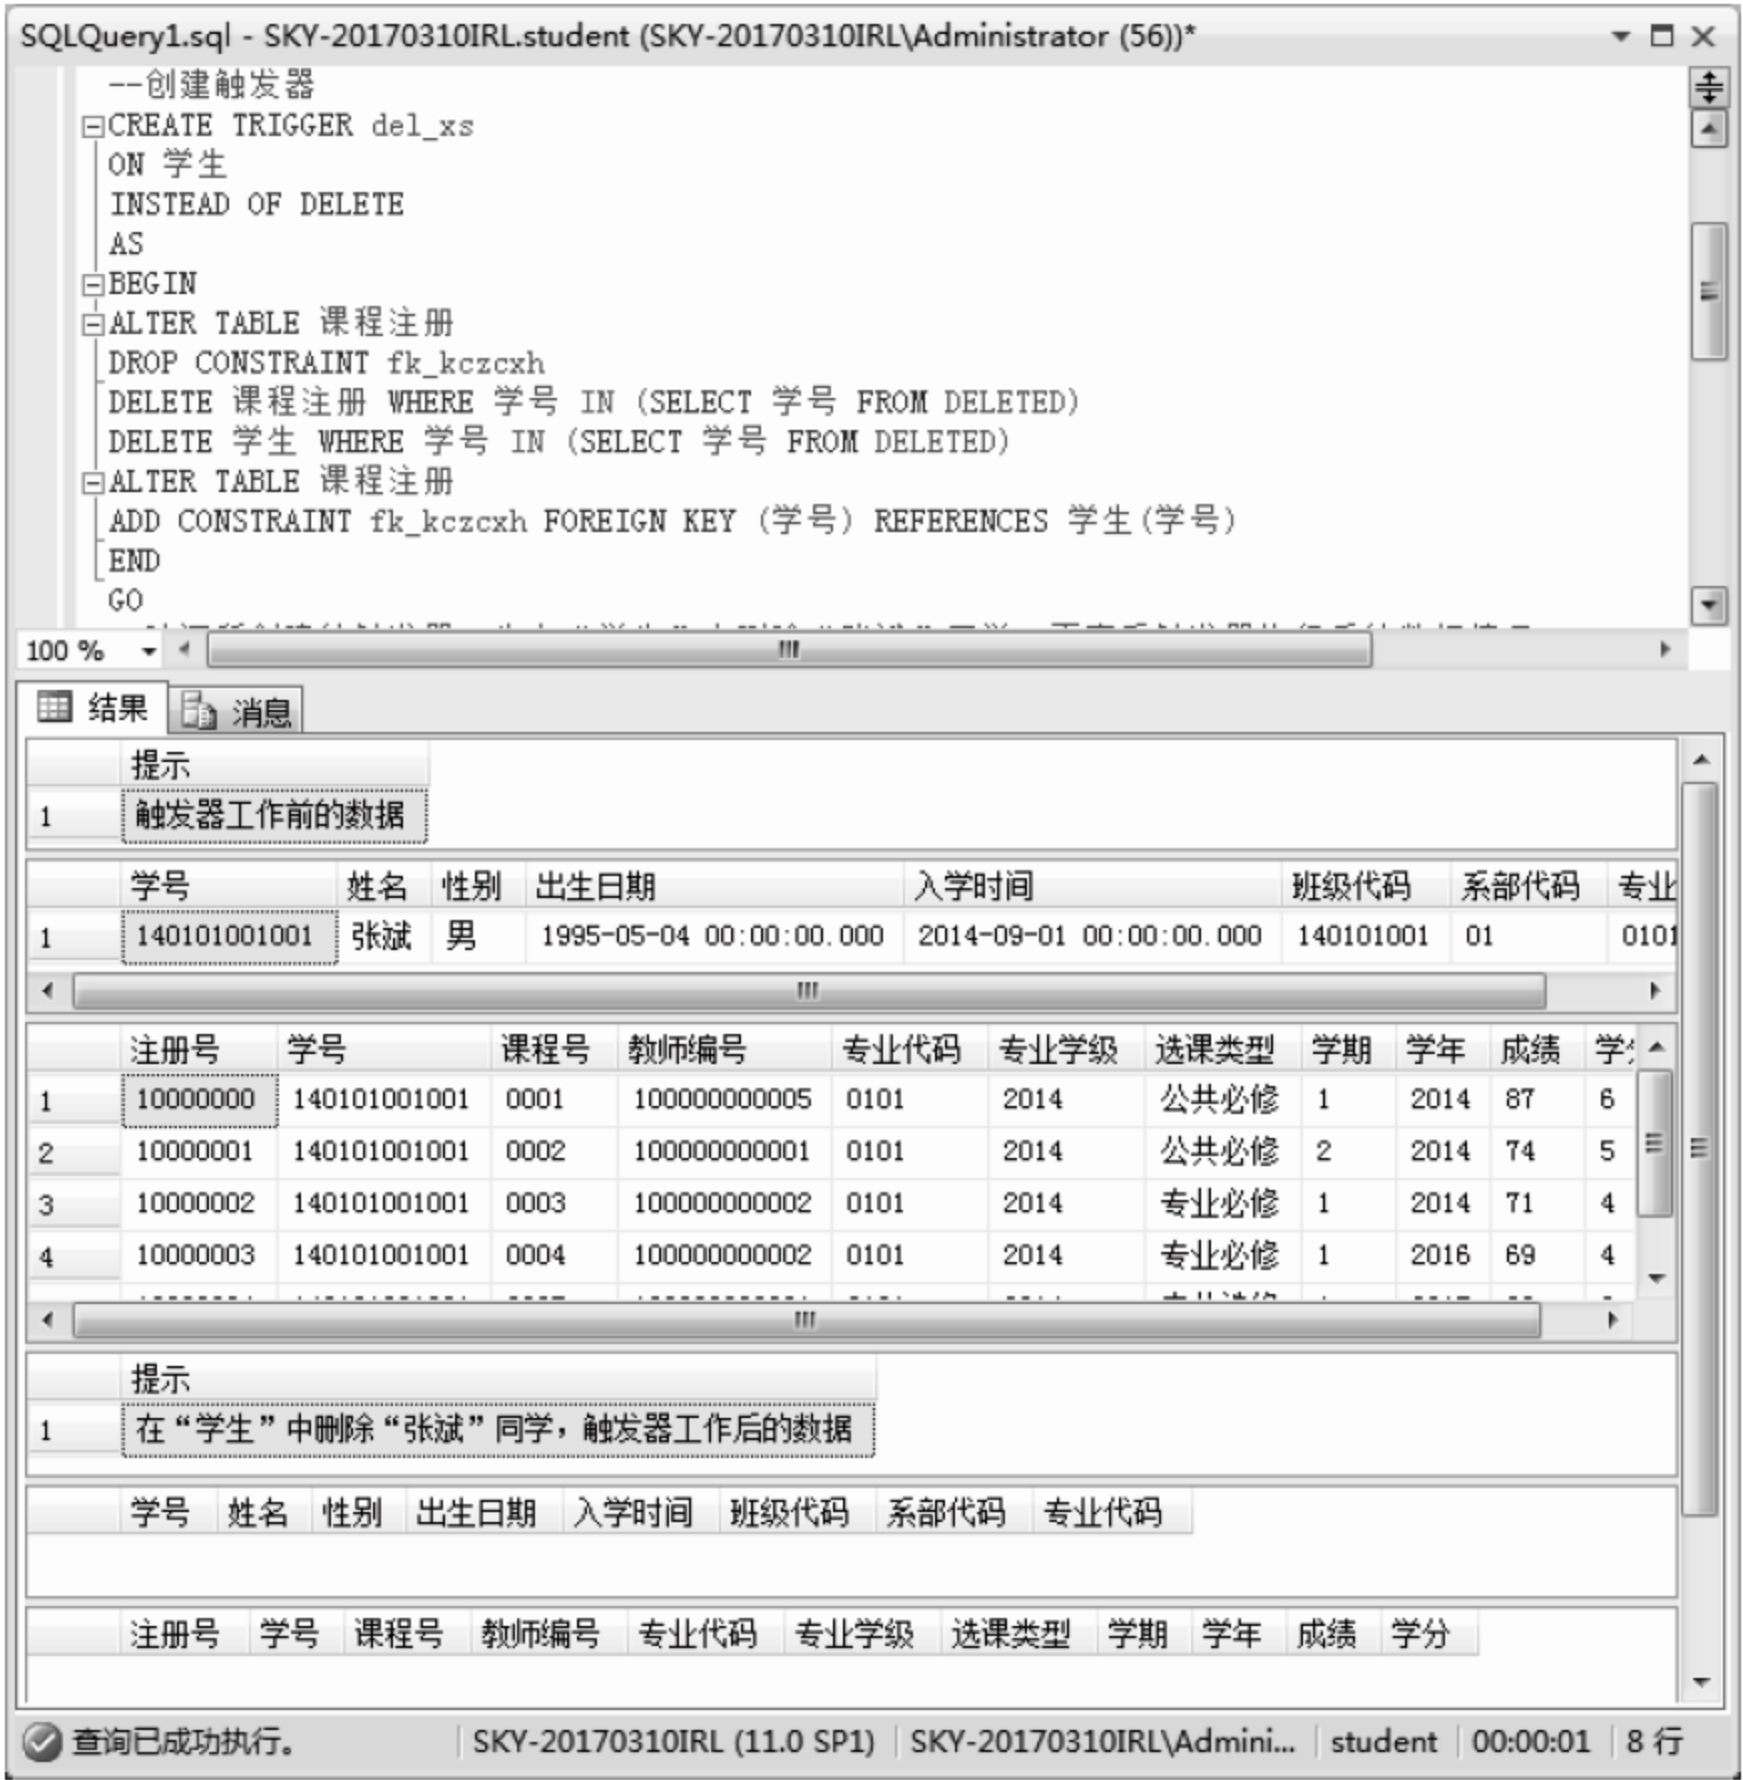 SQLQuery1.sql - SKY-20170310IRL.student (SKY-20170310IRL\Administrator (56))*
--创建触发器
CREATE TRIGGER del_xs
ON 学生
INSTEAD OF DELETE
AS
BEGIN
ALTER TABLE 课程注册
DROP CONSTRAINT fk_kczcxh
DELETE 课程注册 WHERE 学号 IN (SELECT 学号 FROM DELETED)
DELETE 学生 WHERE 学号 IN (SELECT 学号 FROM DELETED)
ALTER TABLE 课程注册
ADD CONSTRAINT fk_kczcxh FOREIGN KEY (学号) REFERENCES 学生(学号)
END
GO
100 %
结果 消息
提示
1 触发器工作前的数据
学号 姓名 性别 出生日期 入学时间 班级代码 系部代码 专业
1 140101001001 张斌 男 1995-05-04 00:00:00.000 2014-09-01 00:00:00.000 140101001 01 0101
注册号 学号 课程号 教师编号 专业代码 专业学级 选课类型 学期 学年 成绩 学
1 10000000 140101001001 0001 100000000005 0101 2014 公共必修 1 2014 87 6
2 10000001 140101001001 0002 100000000001 0101 2014 公共必修 2 2014 74 5
3 10000002 140101001001 0003 100000000002 0101 2014 专业必修 1 2014 71 4
4 10000003 140101001001 0004 100000000002 0101 2014 专业必修 1 2016 69 4
提示
1 在“学生”中删除“张斌”同学，触发器工作后的数据
学号 姓名 性别 出生日期 入学时间 班级代码 系部代码 专业代码
注册号 学号 课程号 教师编号 专业代码 专业学级 选课类型 学期 学年 成绩 学分
查询已成功执行。 SKY-20170310IRL (11.0 SP1) SKY-20170310IRL\Admini... student 00:00:01 8 行